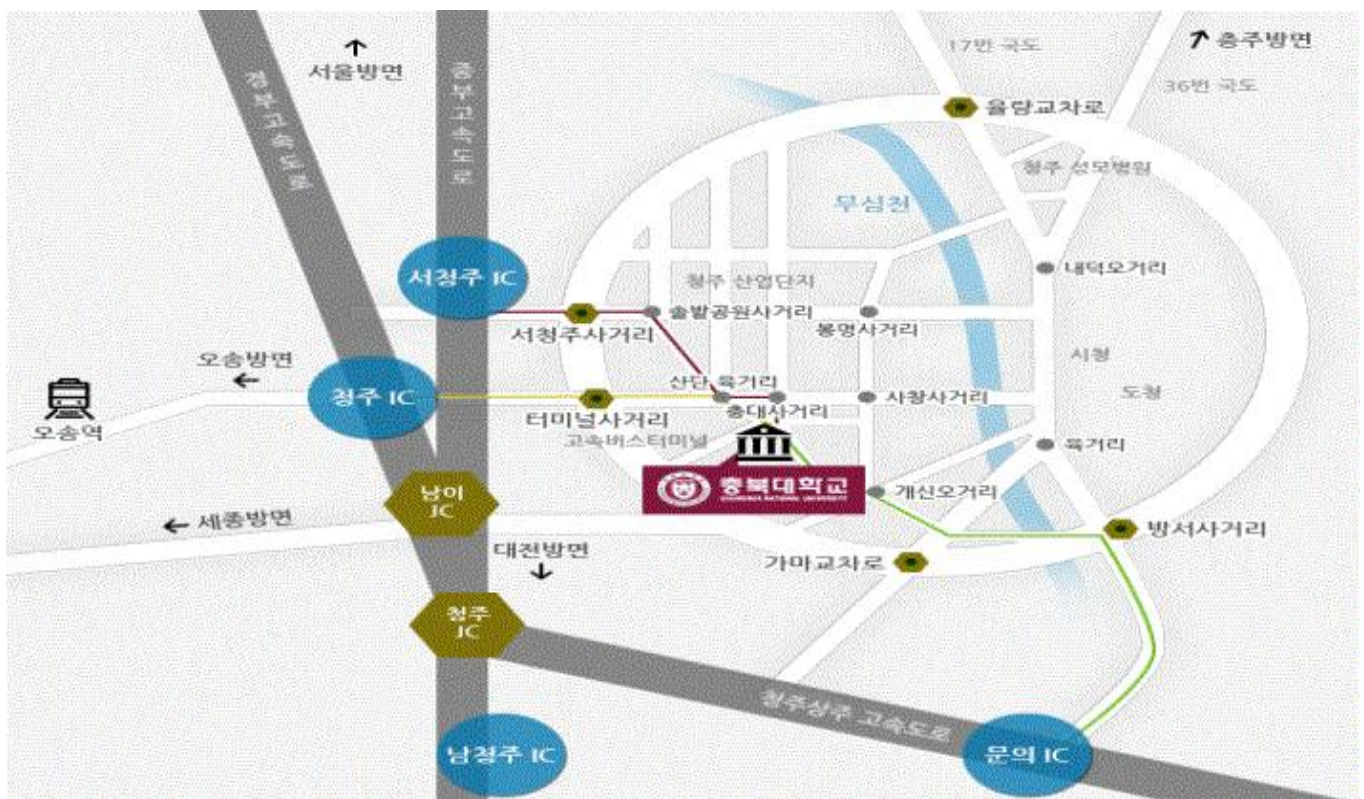 17번 국도
충주방면
서울방면
36번 국도
경부고속도로
중부고속도로
율량교차로
청주 성모병원
무심천
서청주 IC
내덕오거리
청주 산업단지
솔밭공원사거리
서청주사거리
봉명사거리
시청
오송방면
산단 육거리
청주 IC
사창사거리
도청
충대사거리
터미널사거리
오송역
고속버스터미널
육거리
충북대학교
CHUNGBUK NATIONAL UNIVERSITY
개신오거리
남이
JC
세종방면
방서사거리
대전방면
가마교차로
청주
JC
청주상주 고속도로
남청주 IC
문의 IC